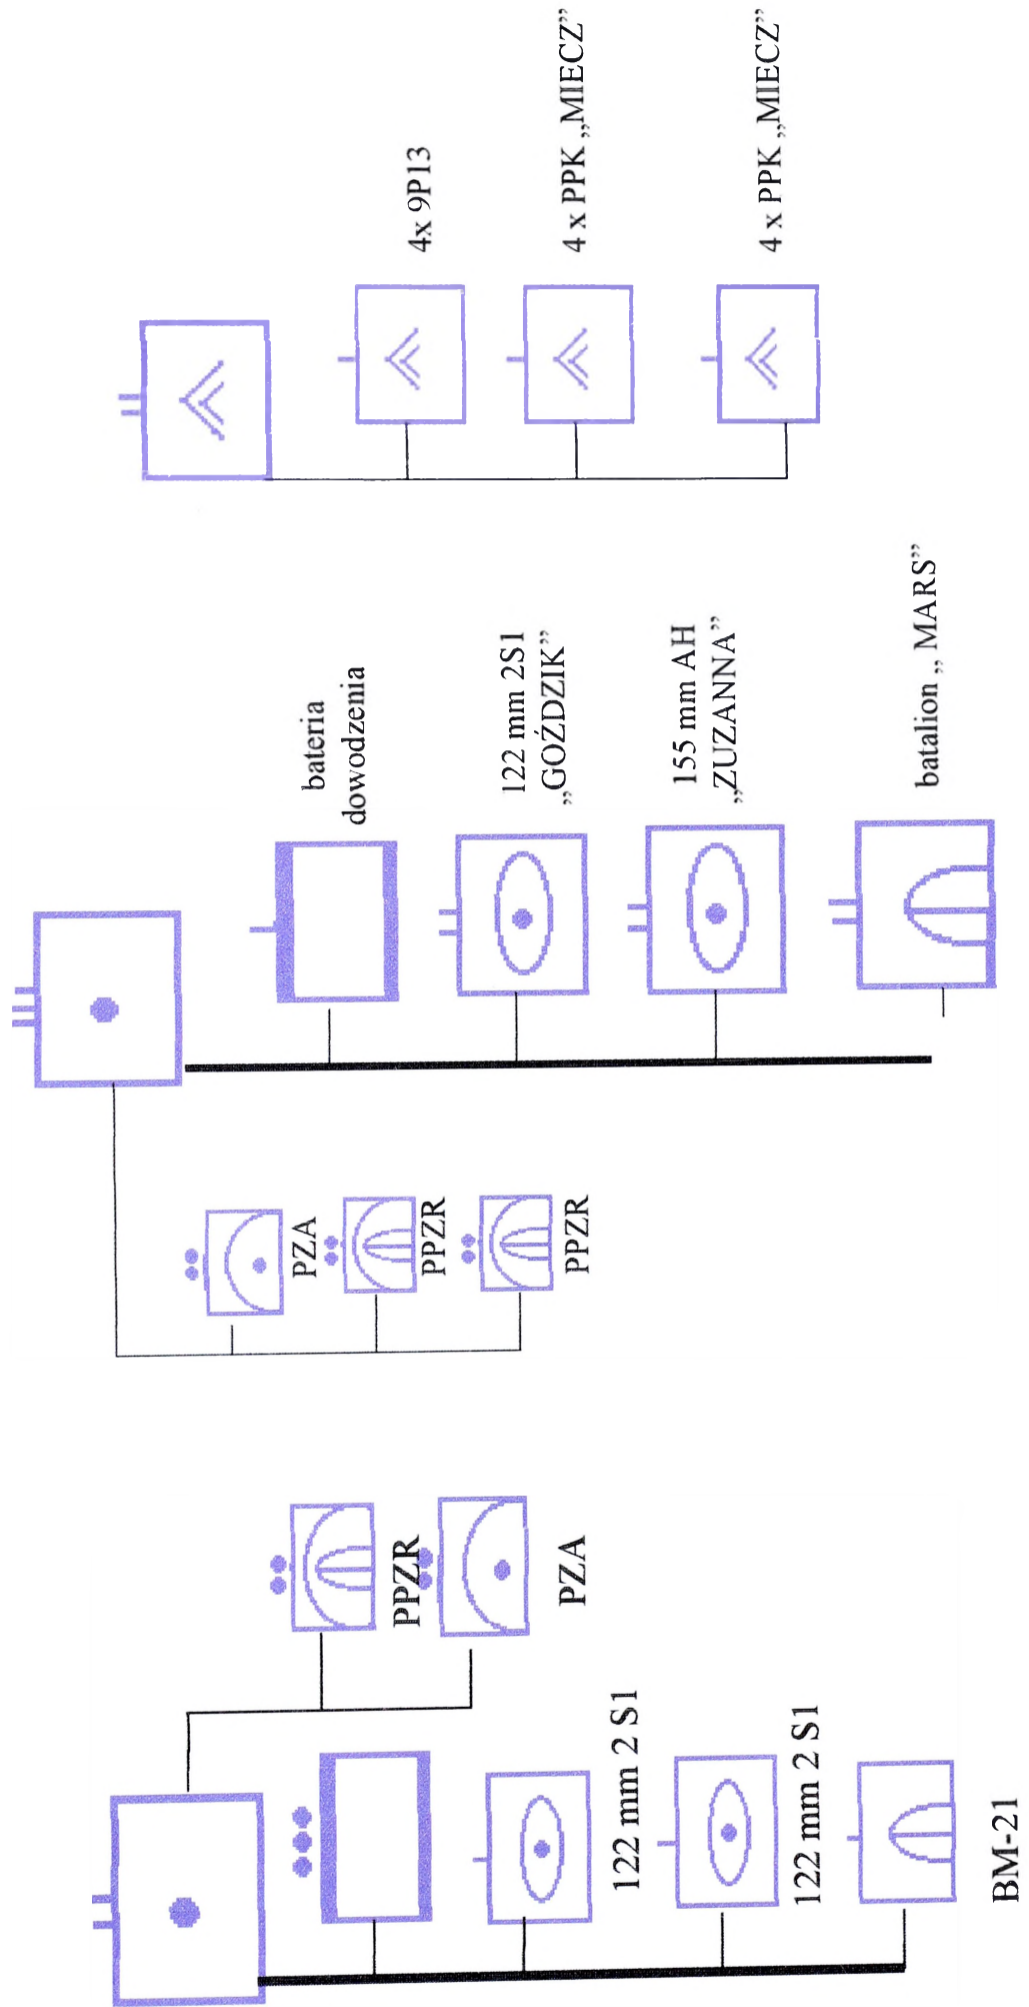 PPZR
PZA
122 mm 2 S1
122 mm 2 S1
BM-21
PZA
PPZR
PPZR
bateria
dowodzenia
122 mm 2S1
„GOŹDZIK”
155 mm AH
„ZUZANNA”
batalion „ MARS”
4x 9P13
4 x PPK „MIECZ”
4 x PPK „MIECZ”